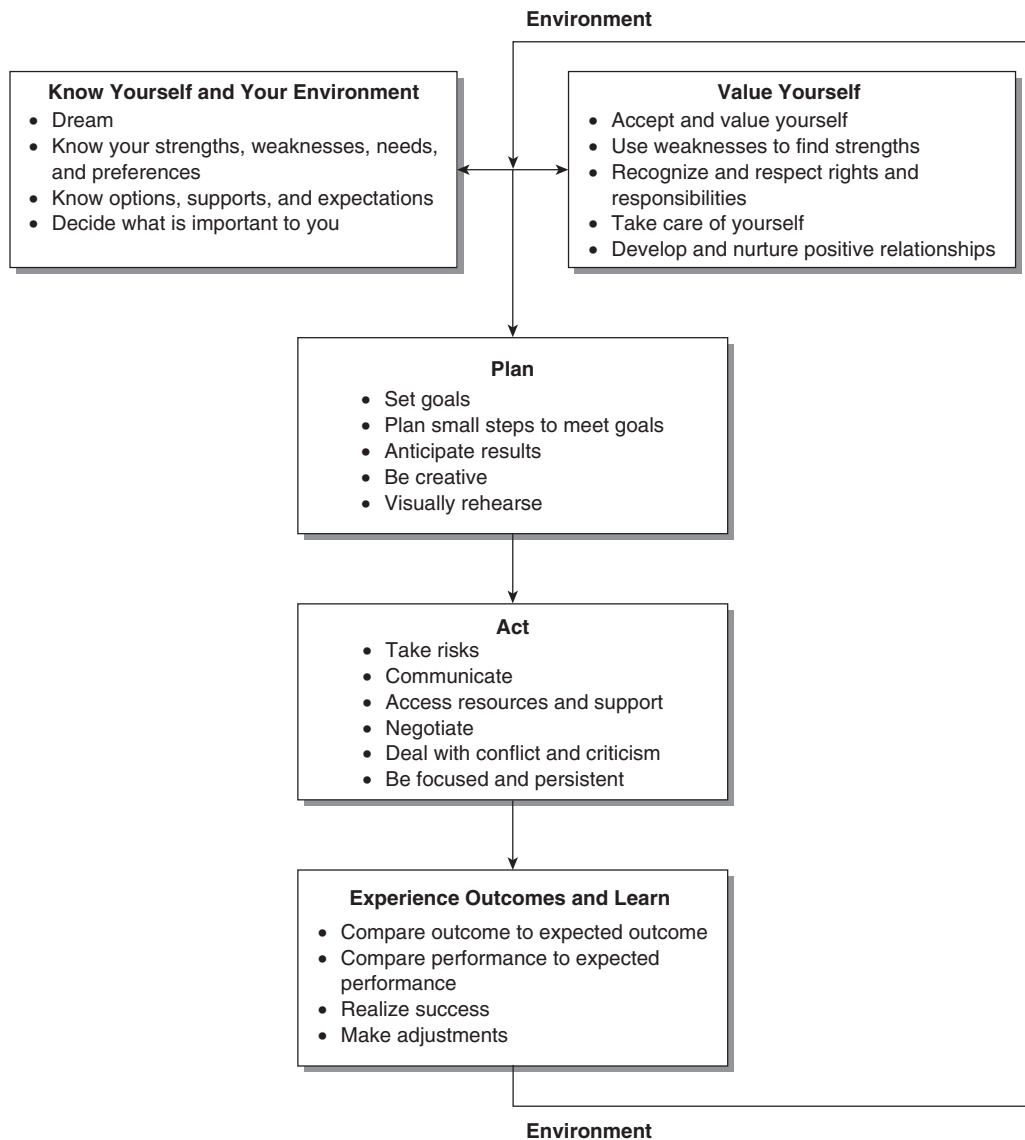 Environment
Know Yourself and Your Environment
• Dream
• Know your strengths, weaknesses, needs,
and preferences
• Know options, supports, and expectations
• Decide what is important to you
Value Yourself
• Accept and value yourself
• Use weaknesses to find strengths
• Recognize and respect rights and
responsibilities
• Take care of yourself
• Develop and nurture positive relationships
Plan
• Set goals
• Plan small steps to meet goals
• Anticipate results
• Be creative
• Visually rehearse
Act
• Take risks
• Communicate
• Access resources and support
• Negotiate
• Deal with conflict and criticism
• Be focused and persistent
Experience Outcomes and Learn
• Compare outcome to expected outcome
• Compare performance to expected
performance
• Realize success
• Make adjustments
Environment